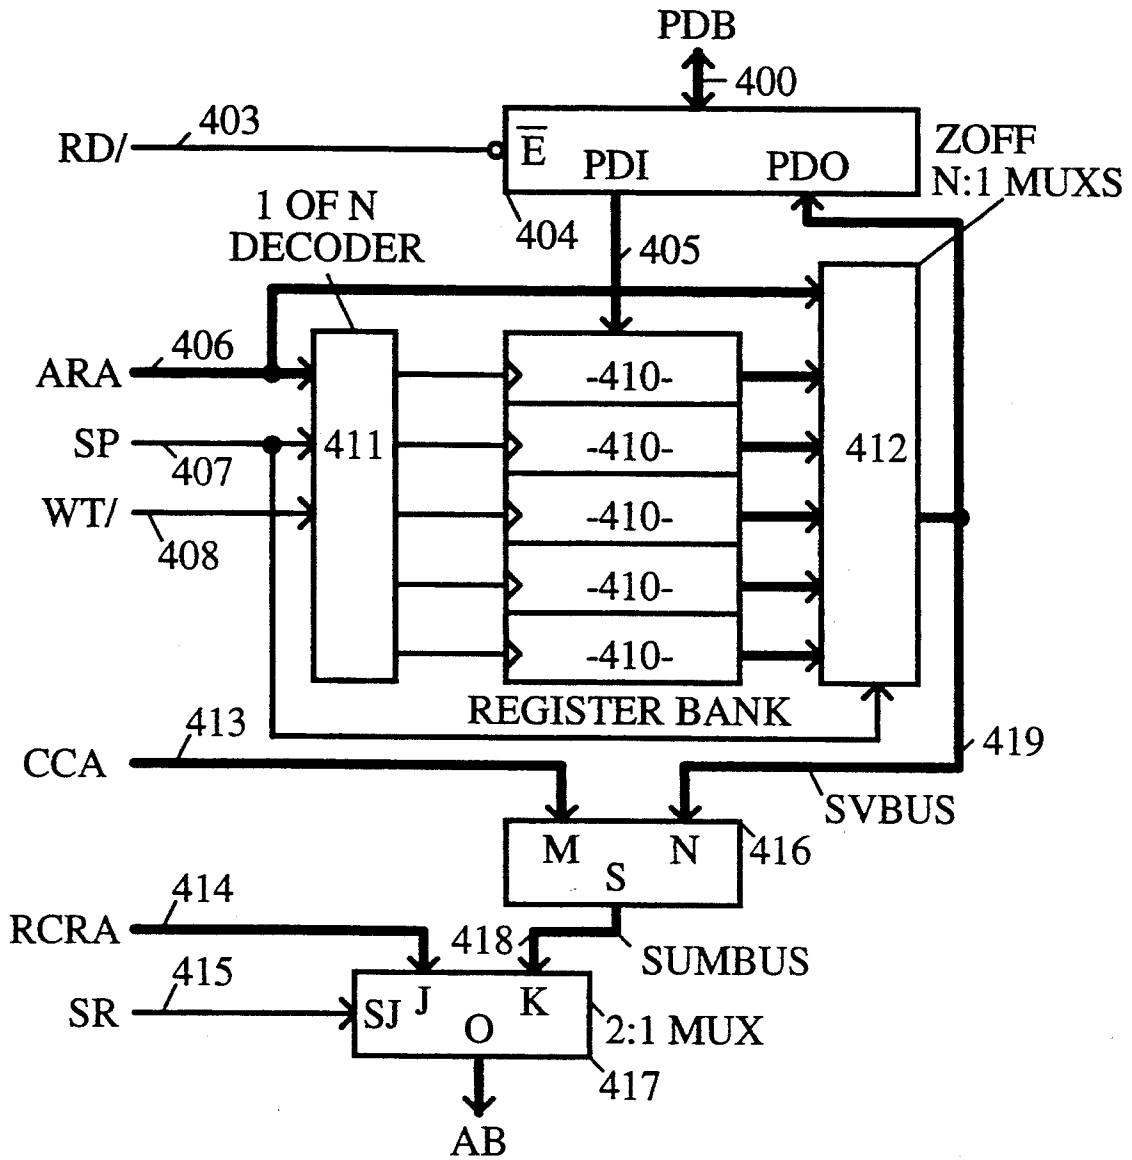 PDB
400
RD/
403
E
PDI
PDO
ZOFF
N:1 MUXS
1 OF N
DECODER
404
405
ARA
406
SP
407
WT/
408
411
-410-
-410-
-410-
-410-
-410-
412
REGISTER BANK
CCA
413
419
SVBUS
M
N
S
416
RCRA
414
418
SUMBUS
SR
415
SJ
J
K
O
2:1 MUX
417
AB